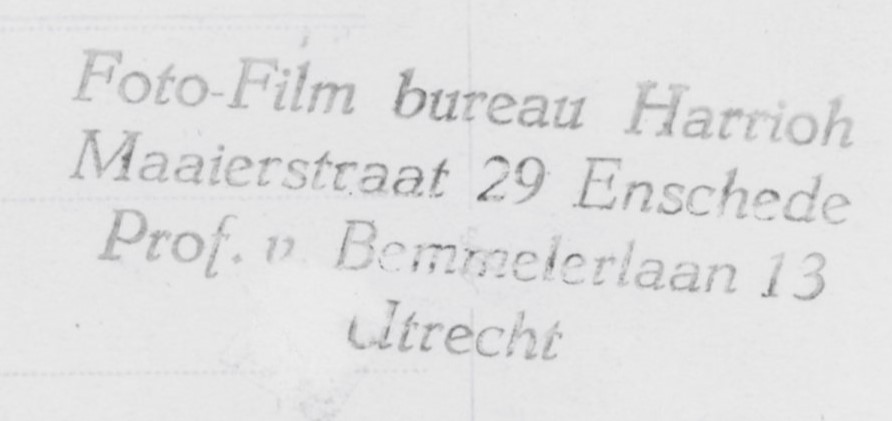 Foto-Film bureau Harrioh
Maaierstraat 29 Enschede
Prof. v. Bemmelerlaan 13
Utrecht